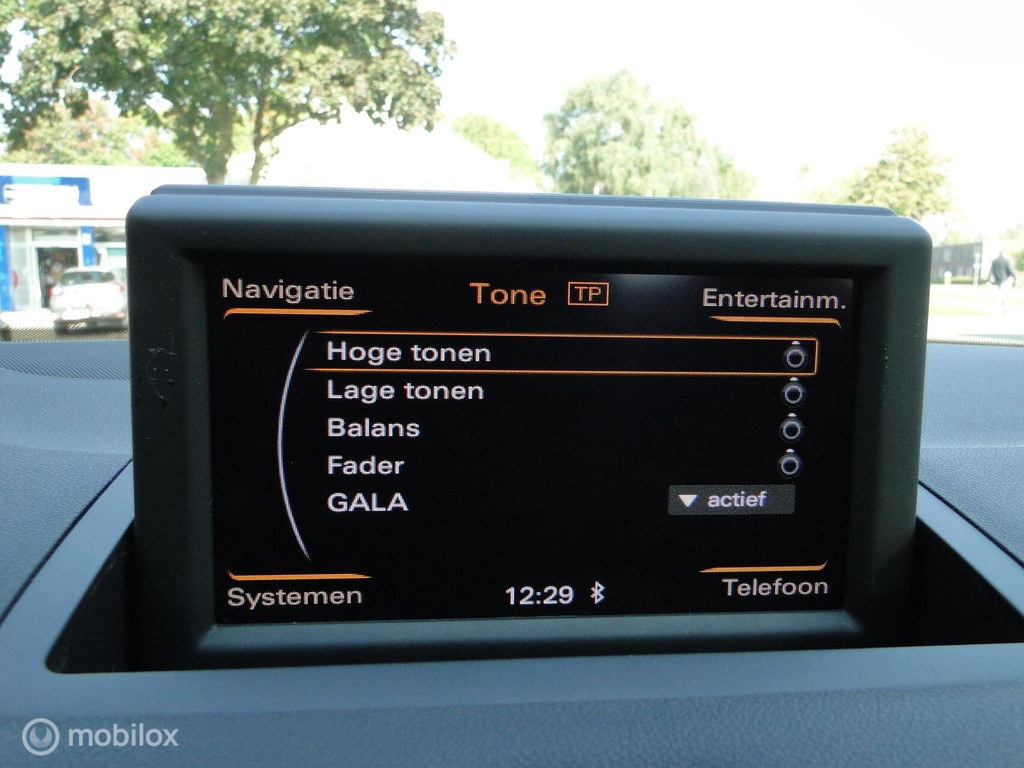 Navigatie Tone TP Entertainm.
Hoge tonen
Lage tonen
Balans
Fader
GALA actief
Systemen 12:29 Telefoon
mobilox